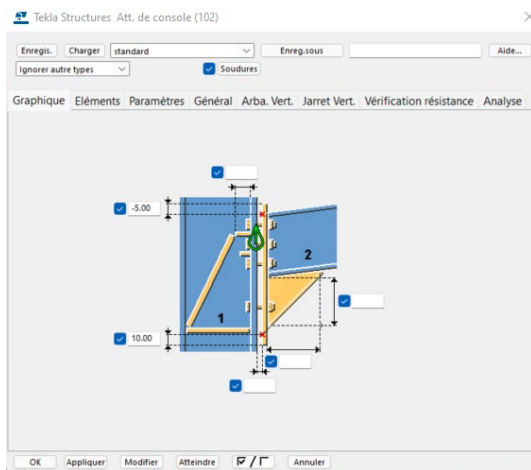 Tekla Structures Att. de console (102)
Enregis. Charger standard Enreg.sous Aide...
Ignorer autre types Soudures
Graphique Eléments Paramètres Général Arba. Vert. Jarret Vert. Vérification résistance Analyse
-5.00
2
1
10.00
OK Appliquer Modifier Atteindre / Annuler